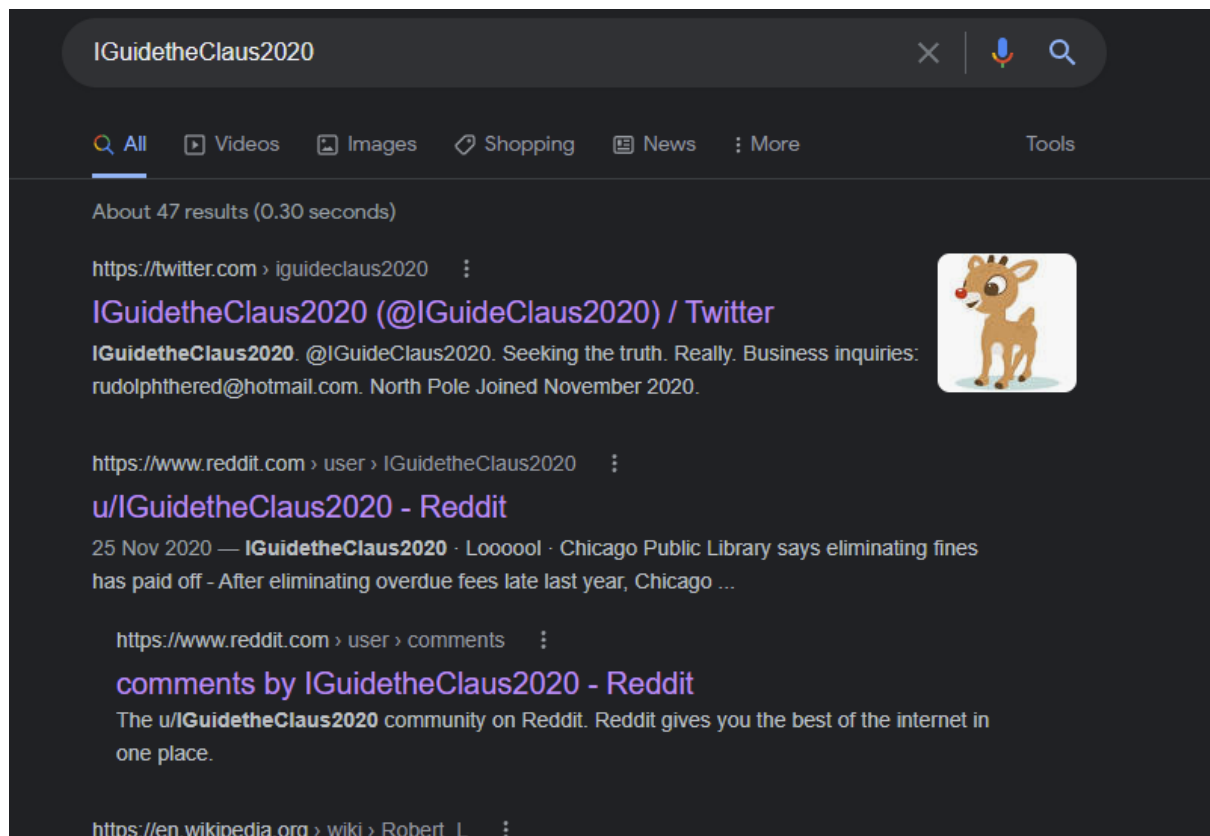 IGuidetheClaus2020
All Videos Images Shopping News More Tools
About 47 results (0.30 seconds)
https://twitter.com › iguideclaus2020
IGuidetheClaus2020 (@IGuideClaus2020) / Twitter
IGuidetheClaus2020. @IGuideClaus2020. Seeking the truth. Really. Business inquiries:
rudolphthered@hotmail.com. North Pole Joined November 2020.
https://www.reddit.com › user › IGuidetheClaus2020
u/IGuidetheClaus2020 - Reddit
25 Nov 2020 — IGuidetheClaus2020 · Loooool · Chicago Public Library says eliminating fines
has paid off - After eliminating overdue fees late last year, Chicago ...
https://www.reddit.com › user › comments
comments by IGuidetheClaus2020 - Reddit
The u/IGuidetheClaus2020 community on Reddit. Reddit gives you the best of the internet in
one place.
https://en.wikipedia.org › wiki › Robert_L